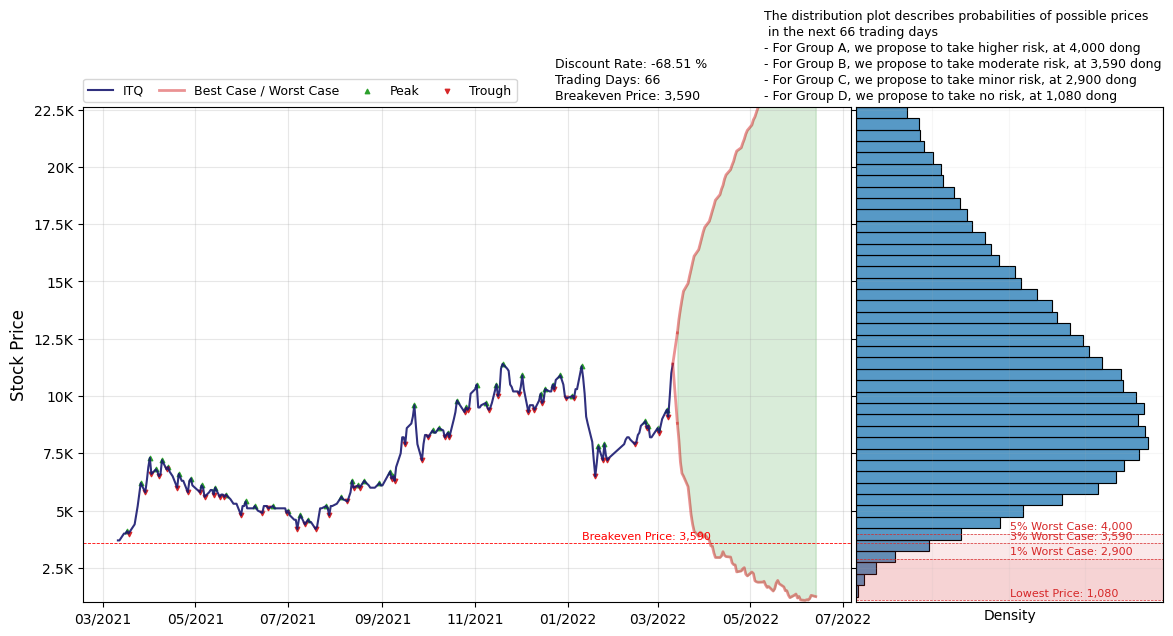 The distribution plot describes probabilities of possible prices
in the next 66 trading days
- For Group A, we propose to take higher risk, at 4,000 dong
- For Group B, we propose to take moderate risk, at 3,590 dong
- For Group C, we propose to take minor risk, at 2,900 dong
- For Group D, we propose to take no risk, at 1,080 dong
Discount Rate: -68.51 %
Trading Days: 66
Breakeven Price: 3,590
ITQ
Best Case / Worst Case
Peak
Trough
Stock Price
22.5K
20K
17.5K
15K
12.5K
10K
7.5K
5K
2.5K
Breakeven Price: 3,590
5% Worst Case: 4,000
3% Worst Case: 3,590
1% Worst Case: 2,900
Lowest Price: 1,080
03/2021
05/2021
07/2021
09/2021
11/2021
01/2022
03/2022
05/2022
07/2022
Density